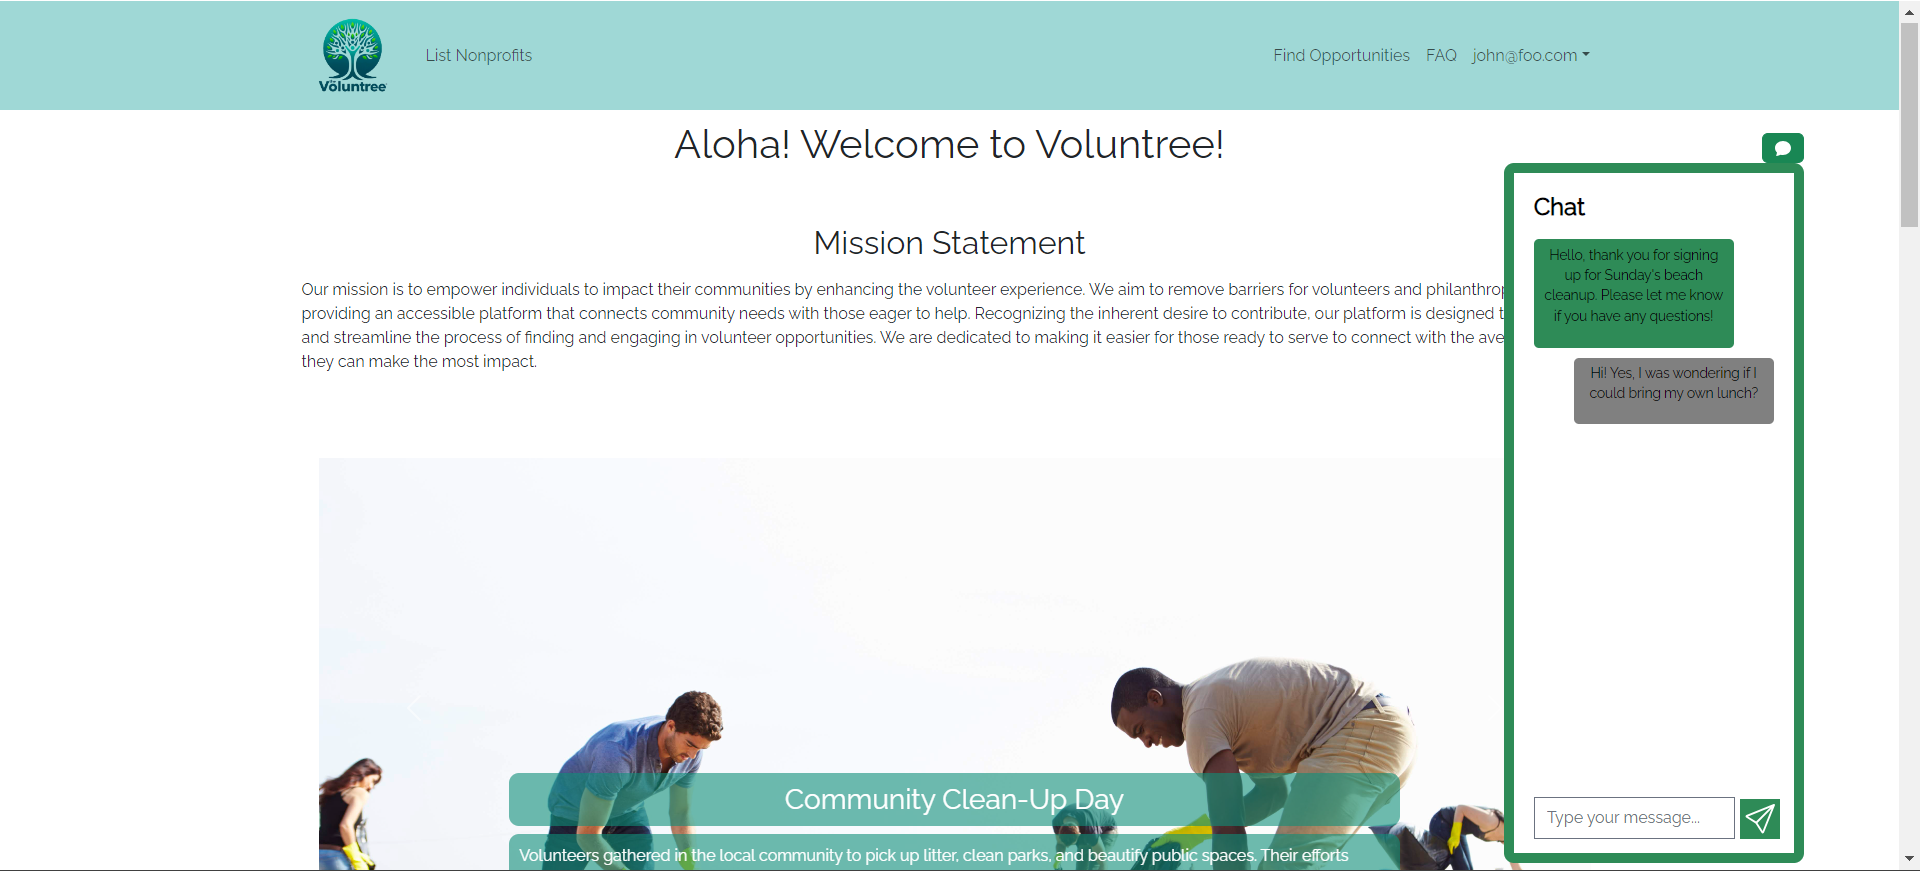 The
Voluntree
List Nonprofits
Find Opportunities
FAQ
john@foo.com
Aloha! Welcome to Voluntree!
Mission Statement
Our mission is to empower individuals to impact their communities by enhancing the volunteer experience. We aim to remove barriers for volunteers and
providing an accessible platform that connects community needs with those eager to help. Recognizing the inherent desire to contribute, our platform is designed
and streamline the process of finding and engaging in volunteer opportunities. We are dedicated to making it easier for those ready to serve to connect with the
they can make the most impact.
Community Clean-Up Day
Volunteers gathered in the local community to pick up litter, clean parks, and beautify public spaces. Their efforts
Chat
Hello, thank you for signing
up for Sunday's beach
cleanup. Please let me know
if you have any questions!
Hi! Yes, I was wondering if I
could bring my own lunch?
Type your message...